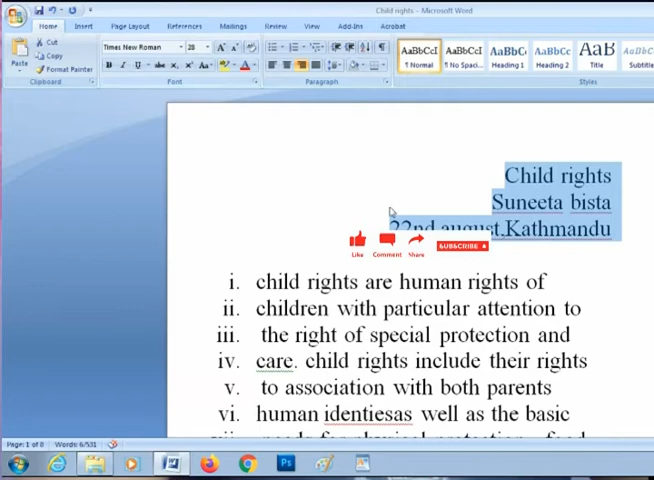 Child rights - Microsoft Word
Home Insert Page Layout References Mailings Review View Add-Ins Acrobat
Paste
Cut
Copy
Format Painter
Clipboard
Times New Roman 28
Font
Paragraph
AaBbCcI AaBbCcI AaBbC AaBbCc AaB
¶ Normal ¶ No Spaci... Heading 1 Heading 2 Title Subtitl
Styles
Child rights
Suneeta bista
22nd august,Kathmandu
Like Comment Share SUBSCRIBE
i. child rights are human rights of
ii. children with particular attention to
iii. the right of special protection and
iv. care. child rights include their rights
v. to association with both parents
vi. human identiesas well as the basic
Page: 1 of 8 Words: 6/531